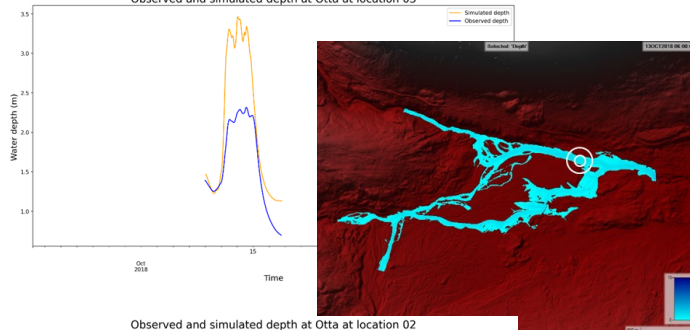 Observed and simulated depth at Otta at location 03
Simulated depth
Observed depth
Selected: 'Depth'
13OCT2018 06:00
3.5
3.0
2.5
2.0
1.5
1.0
Water depth (m)
15
Oct
2018
Time
Observed and simulated depth at Otta at location 02